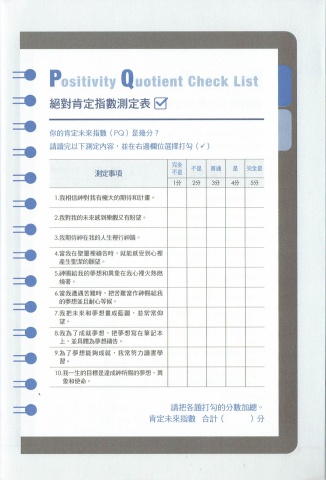 Positivity Quotient Check List
絕對肯定指數測定表
你的肯定未來指數（PQ）是幾分？
請讀完以下測定內容，並在右邊欄位選擇打勾（✓）
測定事項
完全不是 不是 普通 是 完全是
1分 2分 3分 4分 5分
1.我相信神對我有極大的期待和計畫。
2.我對我的未來感到樂觀又有盼望。
3.我期待神在我的人生裡行神蹟。
4.當我在聖靈裡禱告時，就能感受到心裡
產生聖潔的願望。
5.神賜給我的夢想和異象在我心裡火熱燃
燒著。
6.當我遭遇苦難時，把苦難當作神賜給我
的夢想並且耐心等候。
7.我把未來和夢想畫成藍圖，並常常仰
望。
8.我為了成就夢想，把夢想寫在筆記本
上，並具體為夢想禱告。
9.為了夢想能夠成就，我常努力讀書學
習。
10.我一生的目標是達成神所賜的夢想、異
象和使命。
請把各題打勾的分數加總。
肯定未來指數 合計（ ）分